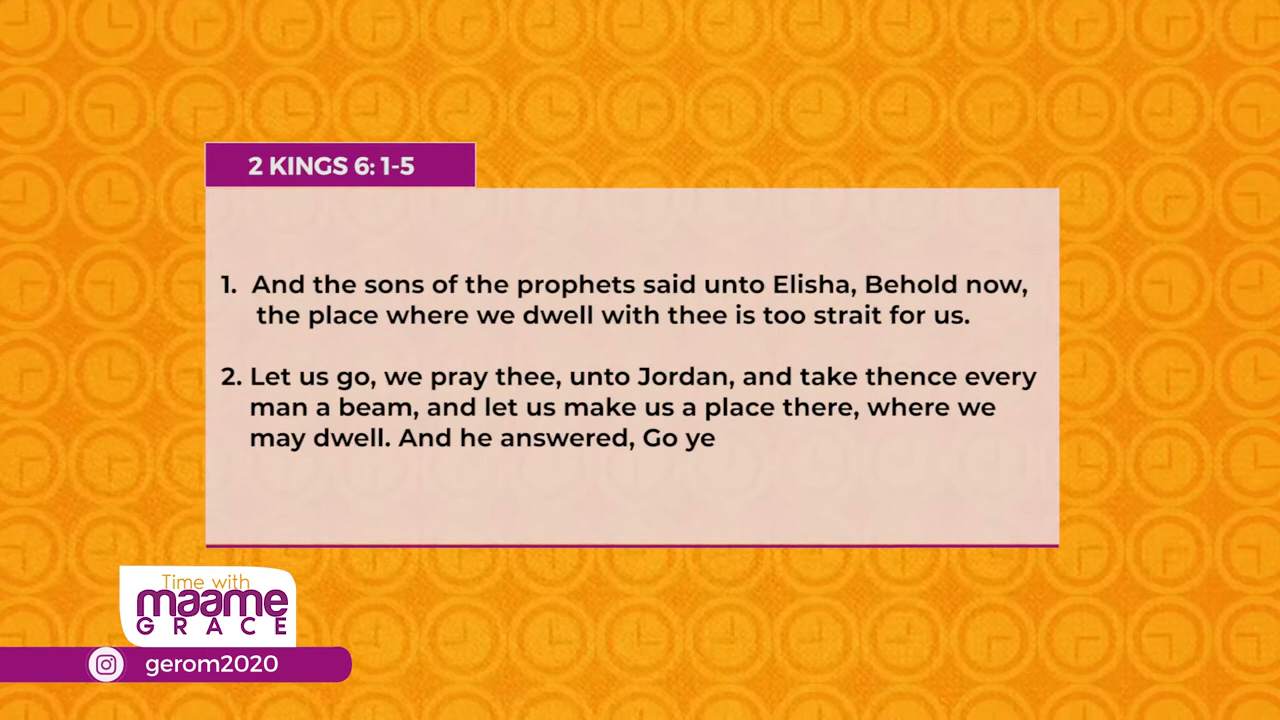 2 KINGS 6: 1-5
1. And the sons of the prophets said unto Elisha, Behold now,
the place where we dwell with thee is too strait for us.
2. Let us go, we pray thee, unto Jordan, and take thence every
man a beam, and let us make us a place there, where we
may dwell. And he answered, Go ye
Time with
maame
GRACE
gerom2020